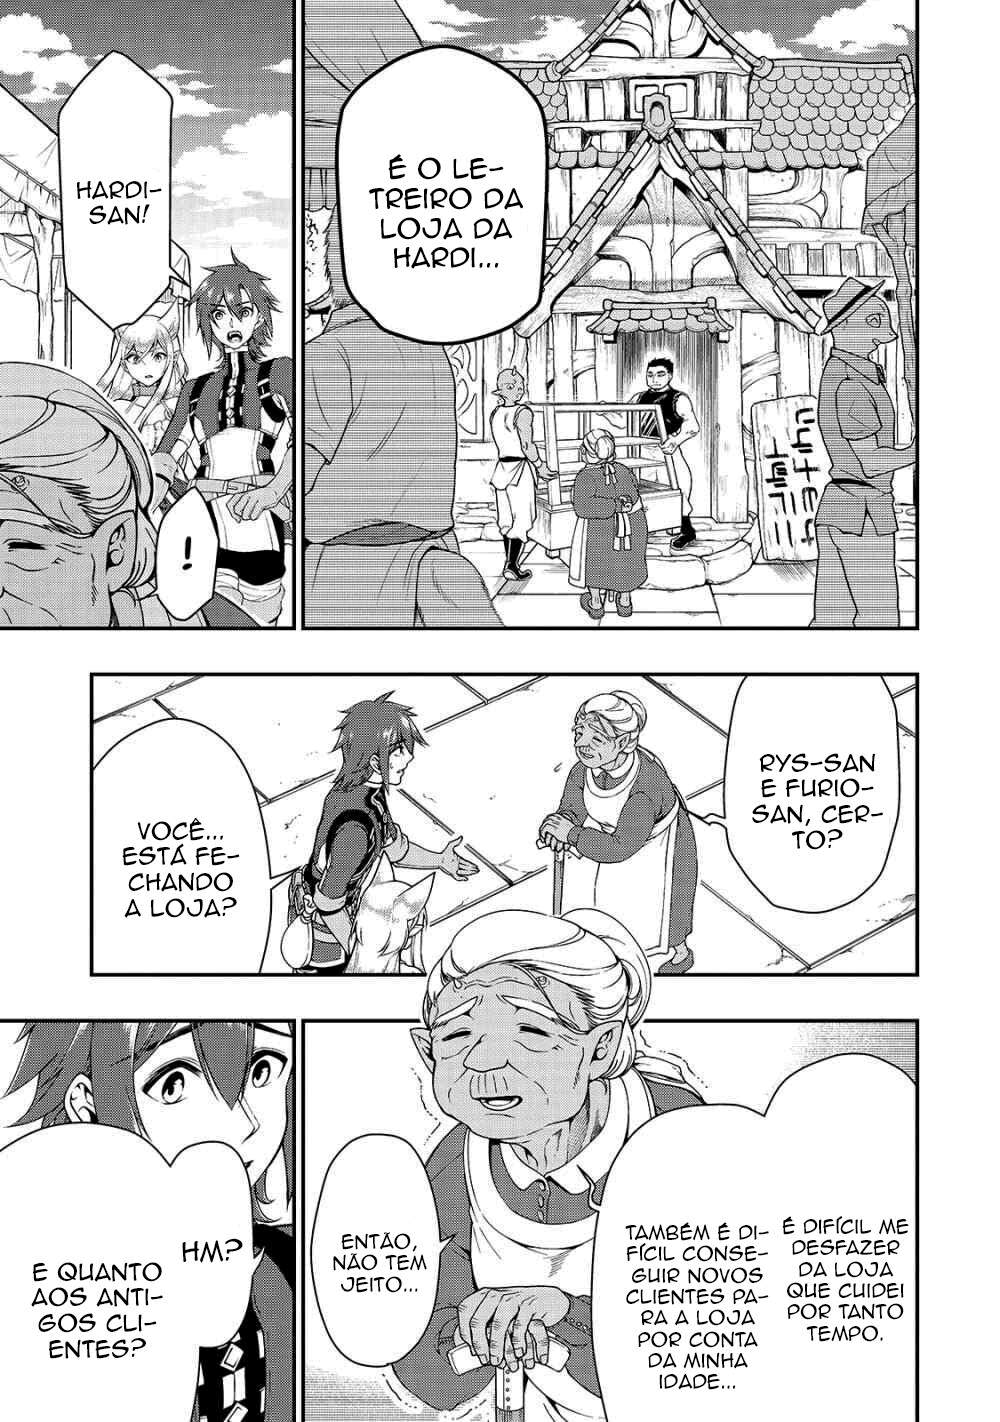 É O LE-
TREIRO DA
LOJA DA
HARDI...
HARDI-
SAN!
!
RYS-SAN
E FURIO-
SAN, CER-
TO?
VOCÊ...
ESTÁ FE-
CHANDO
A LOJA?
É DIFÍCIL ME
DESFAZER
DA LOJA
QUE CUIDEI
POR TANTO
TEMPO.
TAMBÉM É DI-
FÍCIL CONSE-
GUIR NOVOS
CLIENTES PA-
RA A LOJA
POR CONTA
DA MINHA
IDADE...
ENTÃO,
NÃO TEM
JEITO...
HM?
E QUANTO
AOS ANTI-
GOS CLI-
ENTES?